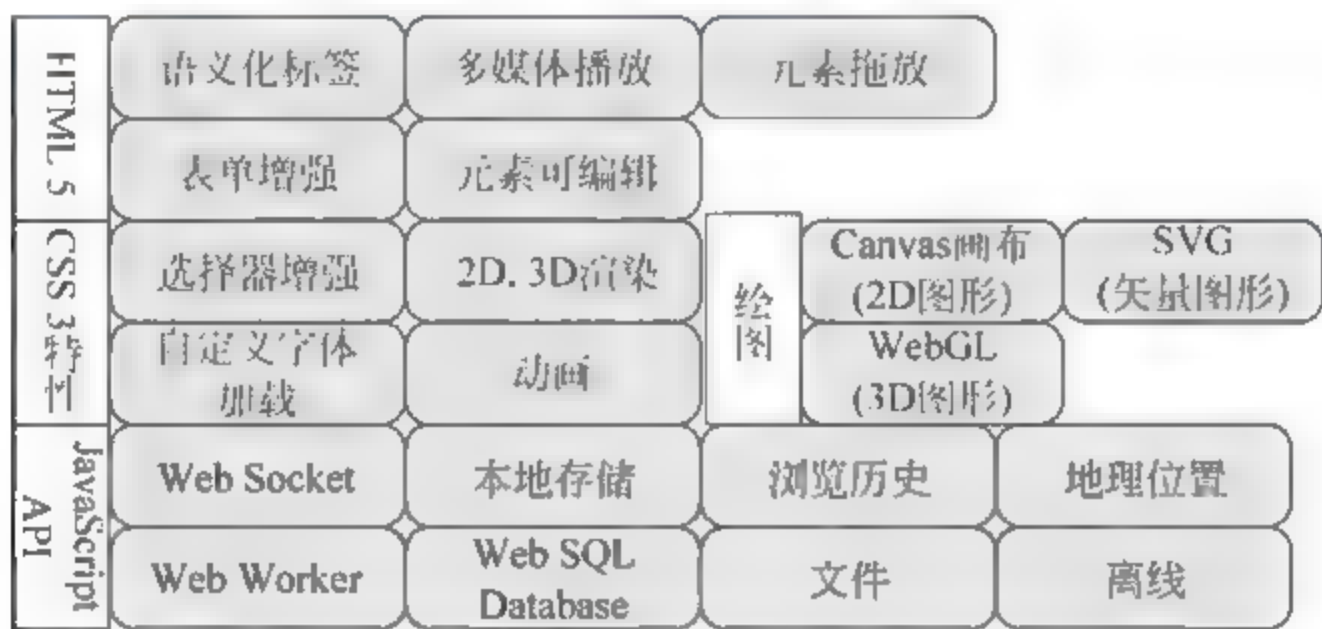 HTML 5
语义化标签
多媒体播放
元素拖放
表单增强
元素可编辑
CSS 3
选择器增强
2D, 3D渲染
自定义字体
加载
动画
绘图
Canvas画布
(2D图形)
SVG
(矢量图形)
WebGL
(3D图形)
JavaScript
API
Web Socket
本地存储
浏览历史
地理位置
Web Worker
Web SQL
Database
文件
离线